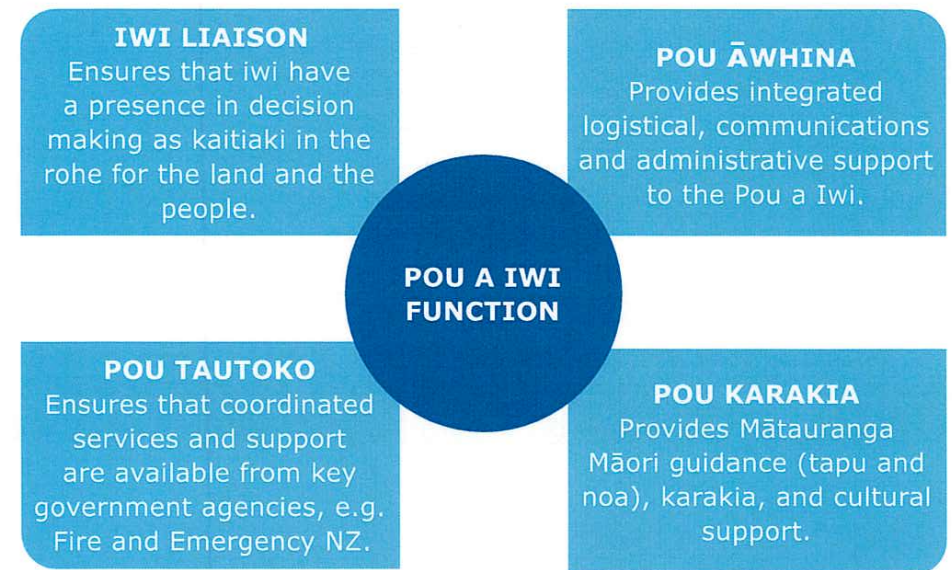 IWI LIAISON
Ensures that iwi have
a presence in decision
making as kaitiaki in the
rohe for the land and the
people.
POU ĀWHINA
Provides integrated
logistical, communications
and administrative support
to the Pou a Iwi.
POU A IWI
FUNCTION
POU TAUTOKO
Ensures that coordinated
services and support
are available from key
government agencies, e.g.
Fire and Emergency NZ.
POU KARAKIA
Provides Mātauranga
Māori guidance (tapu and
noa), karakia, and cultural
support.